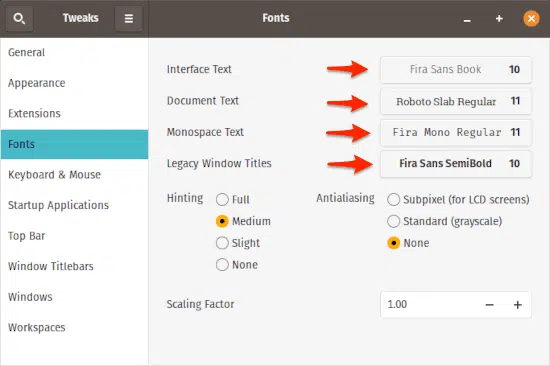 Tweaks
Fonts
General
Appearance
Extensions
Fonts
Keyboard & Mouse
Startup Applications
Top Bar
Window Titlebars
Windows
Workspaces
Interface Text Fira Sans Book 10
Document Text Roboto Slab Regular 11
Monospace Text Fira Mono Regular 11
Legacy Window Titles Fira Sans SemiBold 10
Hinting Full
Medium
Slight
None
Antialiasing Subpixel (for LCD screens)
Standard (grayscale)
None
Scaling Factor 1.00 − +